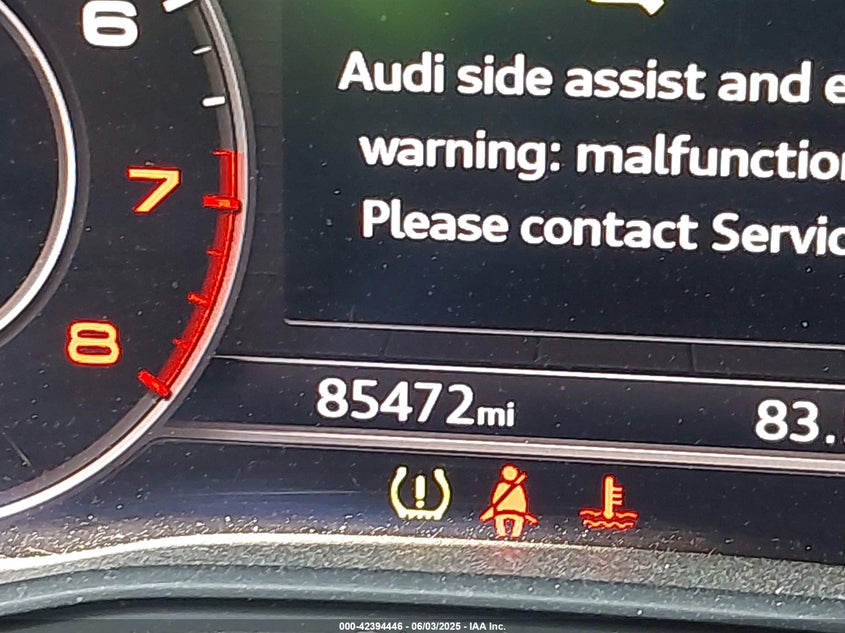 6
7
8
Audi side assist and e
warning: malfunctio
Please contact Servic
85472mi
83.
000-42394446 - 06/03/2025 - IAA Inc.